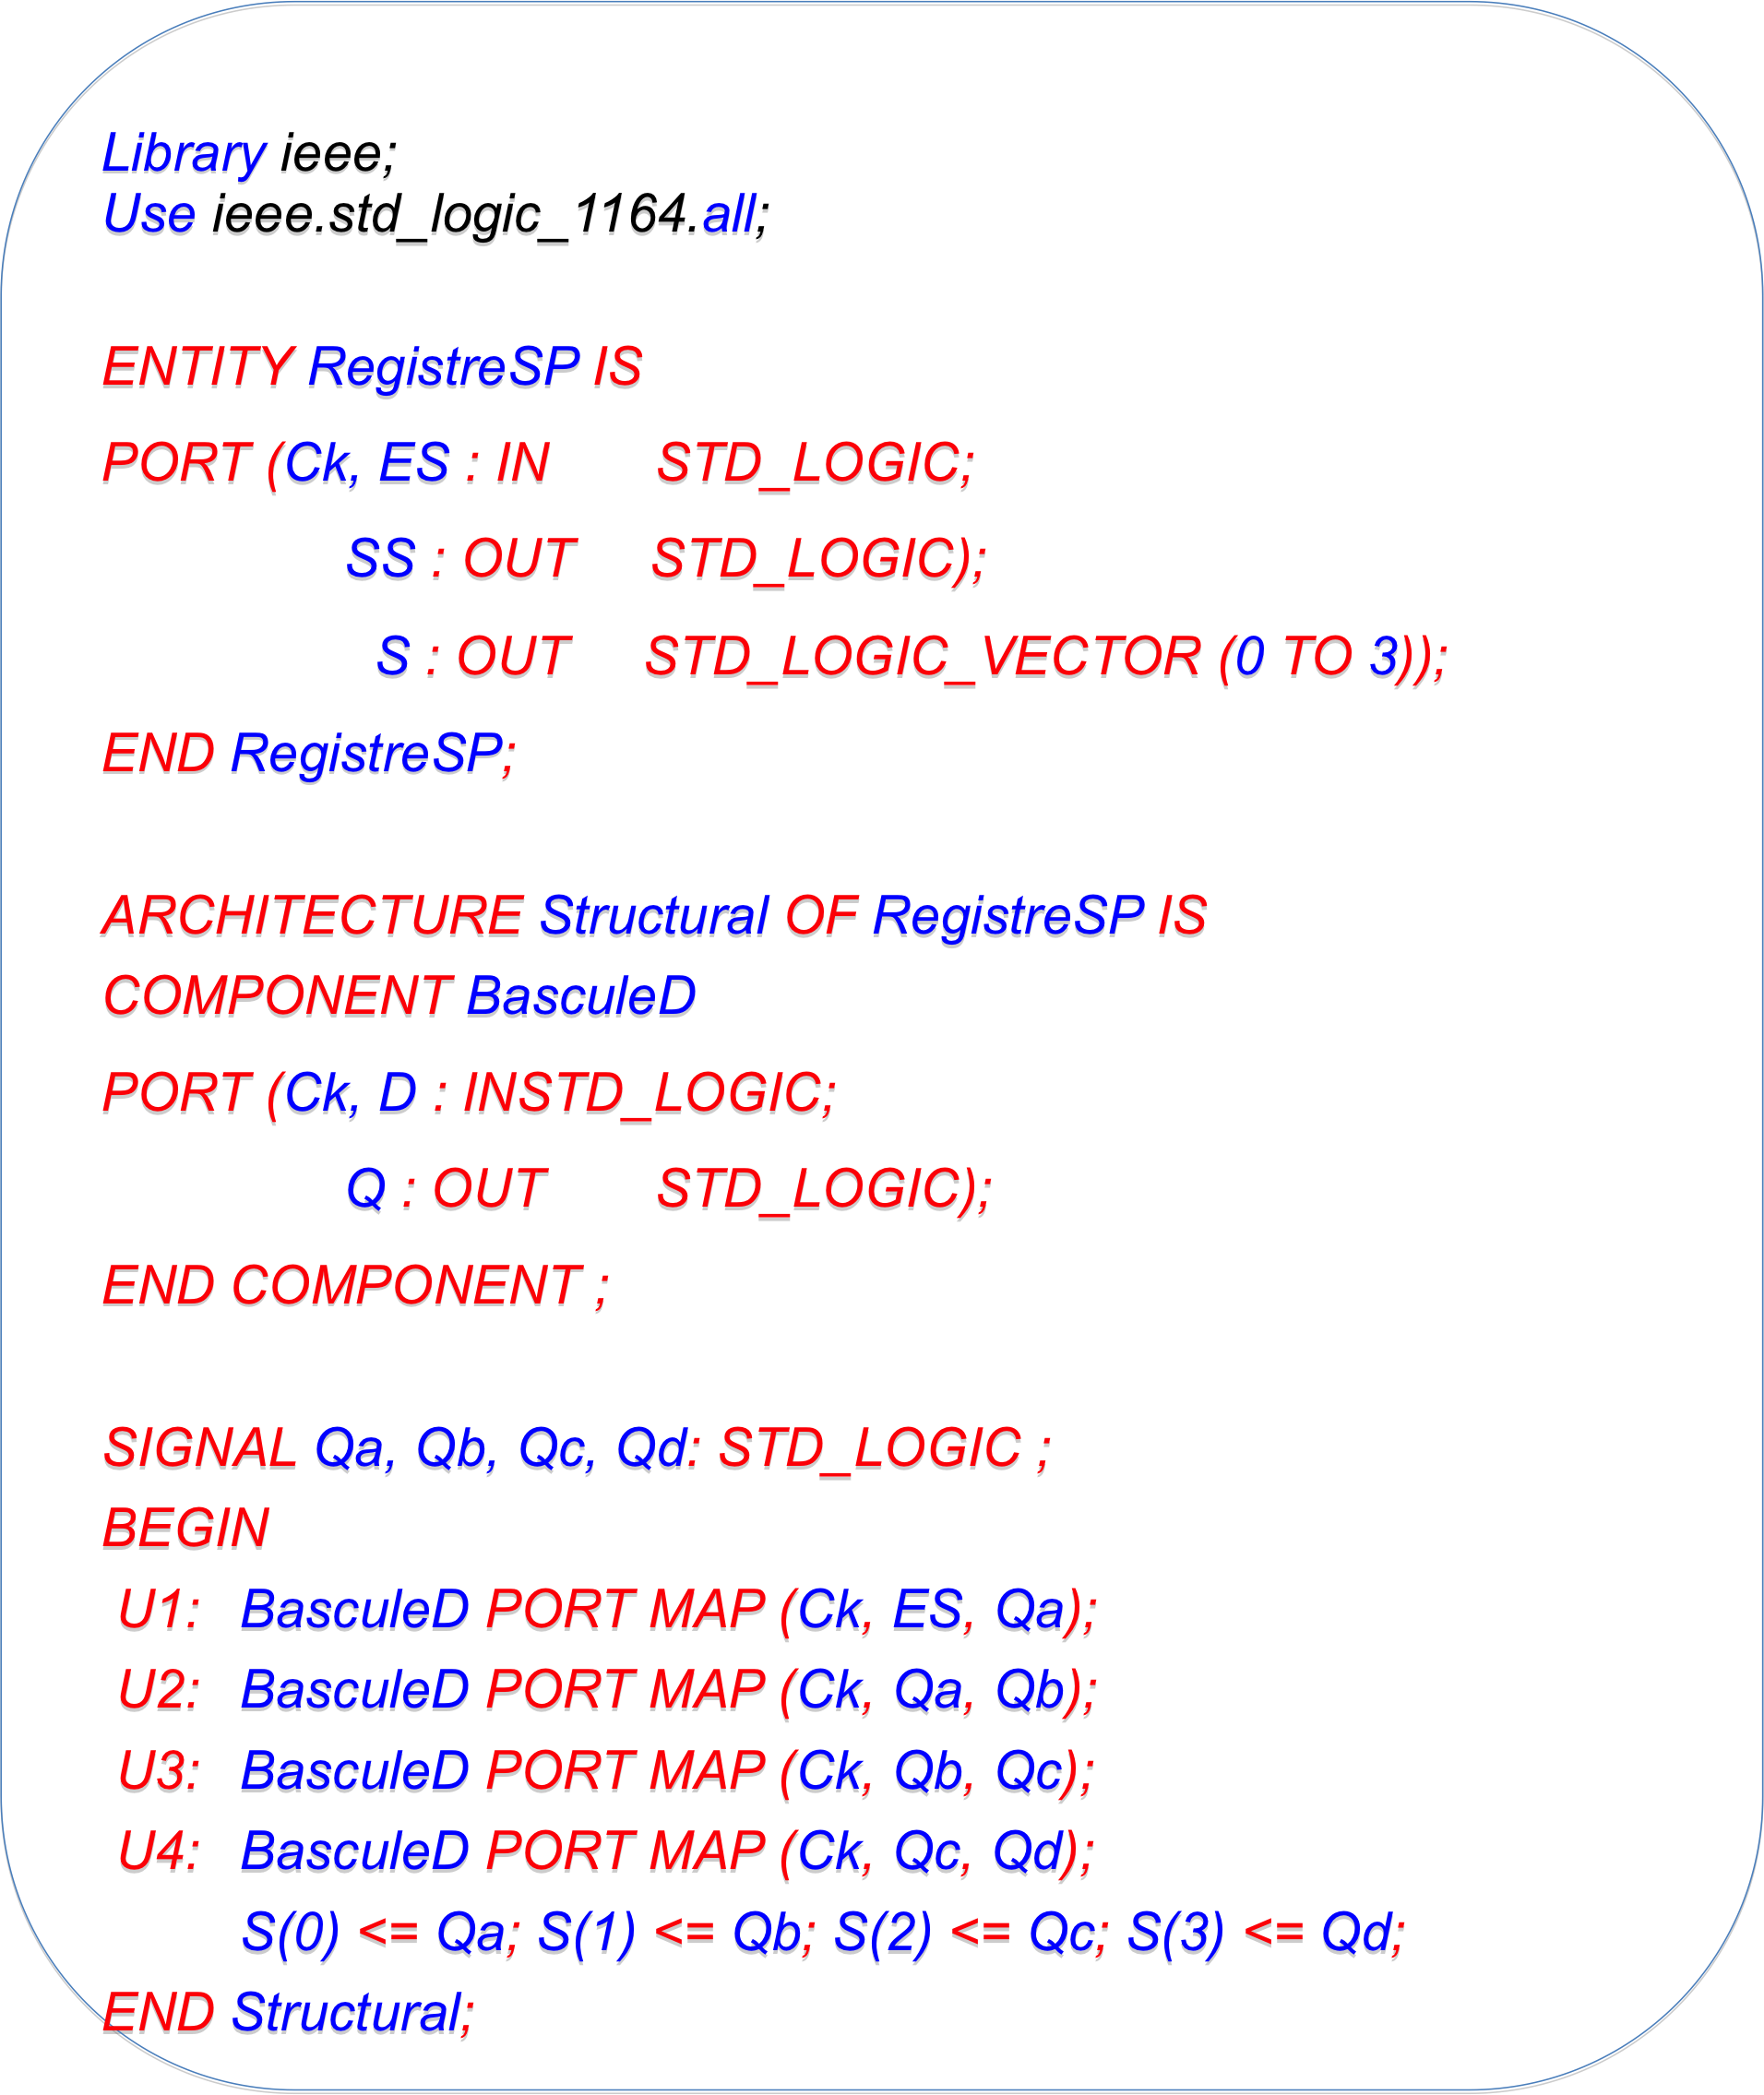 Library ieee;
Use ieee.std_logic_1164.all;
ENTITY RegistreSP IS
PORT (Ck, ES : IN STD_LOGIC;
SS : OUT STD_LOGIC);
S : OUT STD_LOGIC_VECTOR (0 TO 3));
END RegistreSP;
ARCHITECTURE Structural OF RegistreSP IS
COMPONENT BasculeD
PORT (Ck, D : INSTD_LOGIC;
Q : OUT STD_LOGIC);
END COMPONENT ;
SIGNAL Qa, Qb, Qc, Qd: STD_LOGIC ;
BEGIN
U1: BasculeD PORT MAP (Ck, ES, Qa);
U2: BasculeD PORT MAP (Ck, Qa, Qb);
U3: BasculeD PORT MAP (Ck, Qb, Qc);
U4: BasculeD PORT MAP (Ck, Qc, Qd);
S(0) <= Qa; S(1) <= Qb; S(2) <= Qc; S(3) <= Qd;
END Structural;